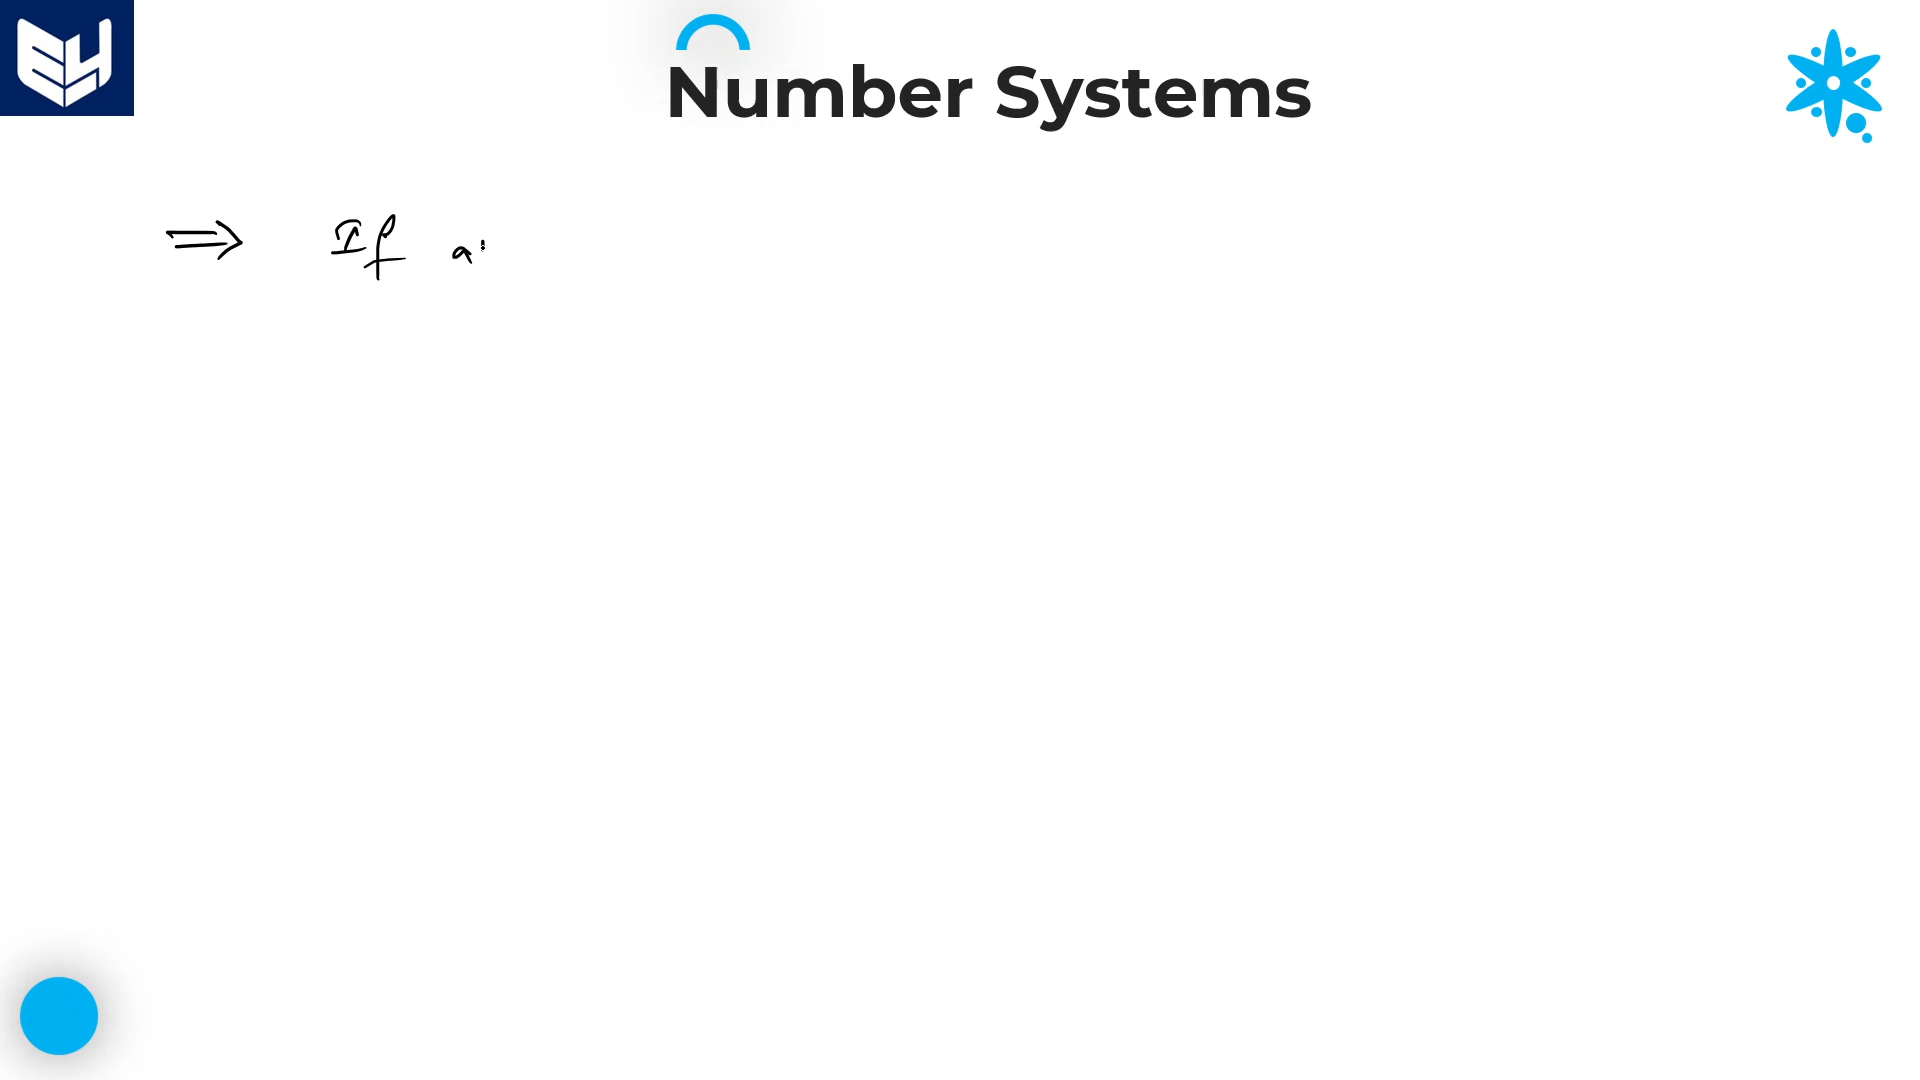 Number Systems
⇒ If a